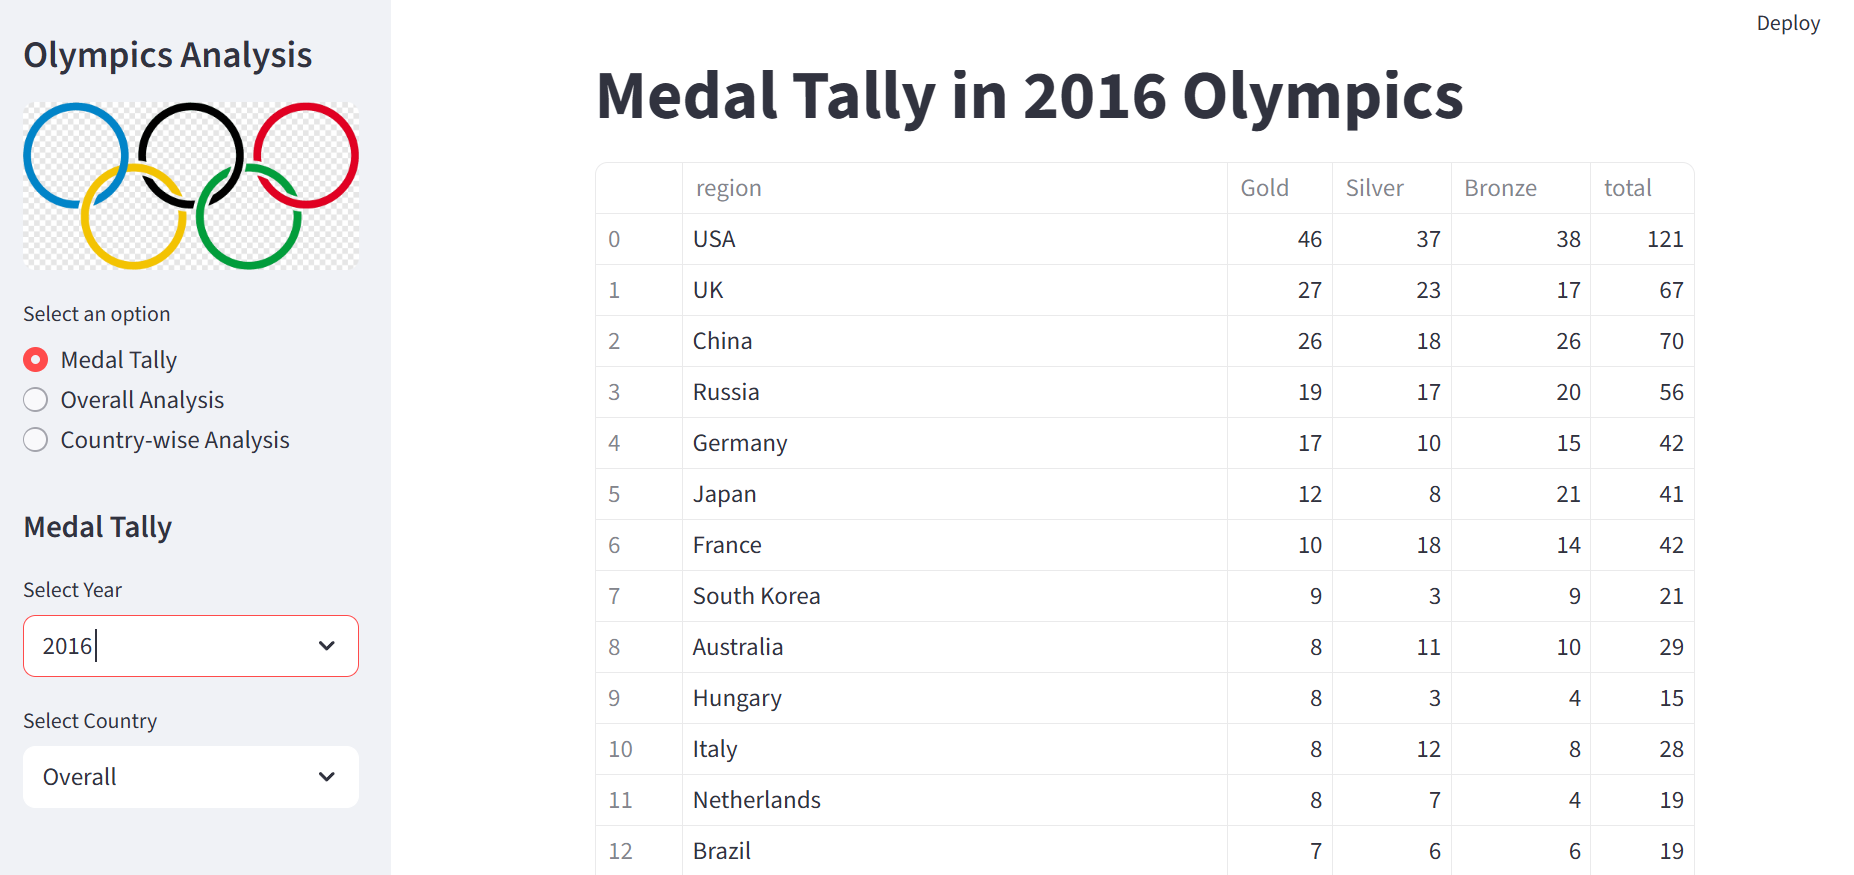 Olympics Analysis
Select an option
Medal Tally
Overall Analysis
Country-wise Analysis
Medal Tally
Select Year
2016
Select Country
Overall
Deploy
Medal Tally in 2016 Olympics
region Gold Silver Bronze total
0 USA 46 37 38 121
1 UK 27 23 17 67
2 China 26 18 26 70
3 Russia 19 17 20 56
4 Germany 17 10 15 42
5 Japan 12 8 21 41
6 France 10 18 14 42
7 South Korea 9 3 9 21
8 Australia 8 11 10 29
9 Hungary 8 3 4 15
10 Italy 8 12 8 28
11 Netherlands 8 7 4 19
12 Brazil 7 6 6 19